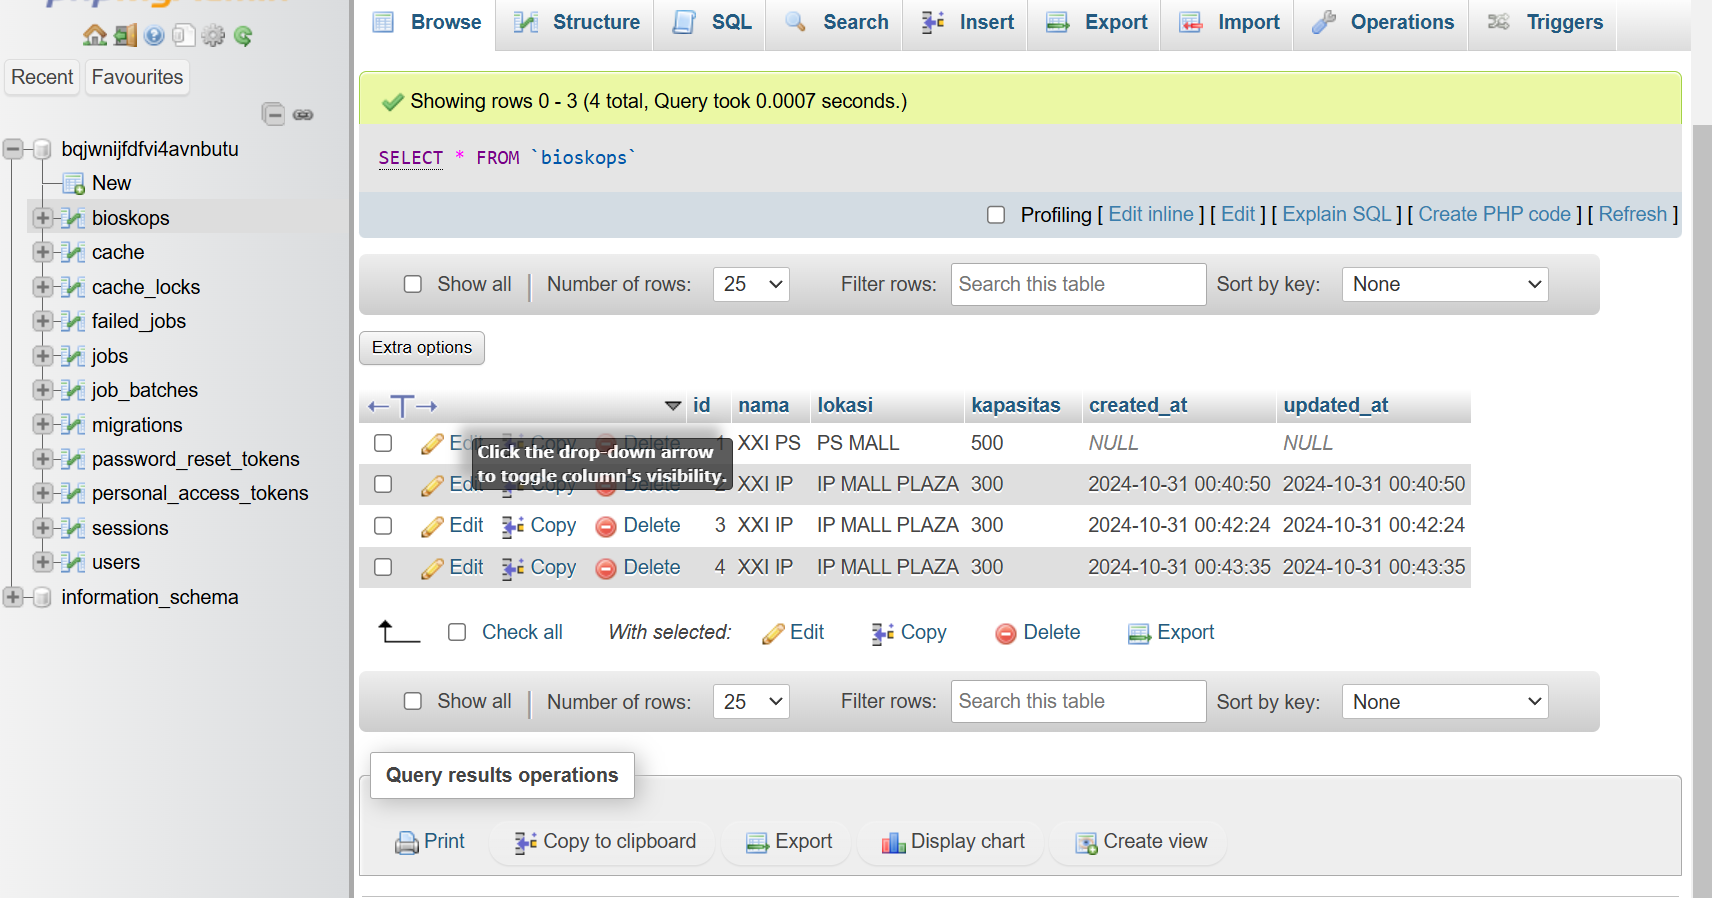 Browse Structure SQL Search Insert Export Import Operations Triggers
Recent Favourites
bqjwnijfdfvi4avnbutu
New
bioskops
cache
cache_locks
failed_jobs
jobs
job_batches
migrations
password_reset_tokens
personal_access_tokens
sessions
users
information_schema
Showing rows 0 - 3 (4 total, Query took 0.0007 seconds.)
SELECT * FROM `bioskops`
Profiling [ Edit inline ] [ Edit ] [ Explain SQL ] [ Create PHP code ] [ Refresh ]
Show all | Number of rows: 25 Filter rows: Search this table Sort by key: None
Extra options
←T→ id nama lokasi kapasitas created_at updated_at
Edit Copy Delete 1 XXI PS PS MALL 500 NULL NULL
Click the drop-down arrow
to toggle column's visibility.
Edit Copy Delete 2 XXI IP IP MALL PLAZA 300 2024-10-31 00:40:50 2024-10-31 00:40:50
Edit Copy Delete 3 XXI IP IP MALL PLAZA 300 2024-10-31 00:42:24 2024-10-31 00:42:24
Edit Copy Delete 4 XXI IP IP MALL PLAZA 300 2024-10-31 00:43:35 2024-10-31 00:43:35
Check all With selected: Edit Copy Delete Export
Show all | Number of rows: 25 Filter rows: Search this table Sort by key: None
Query results operations
Print Copy to clipboard Export Display chart Create view